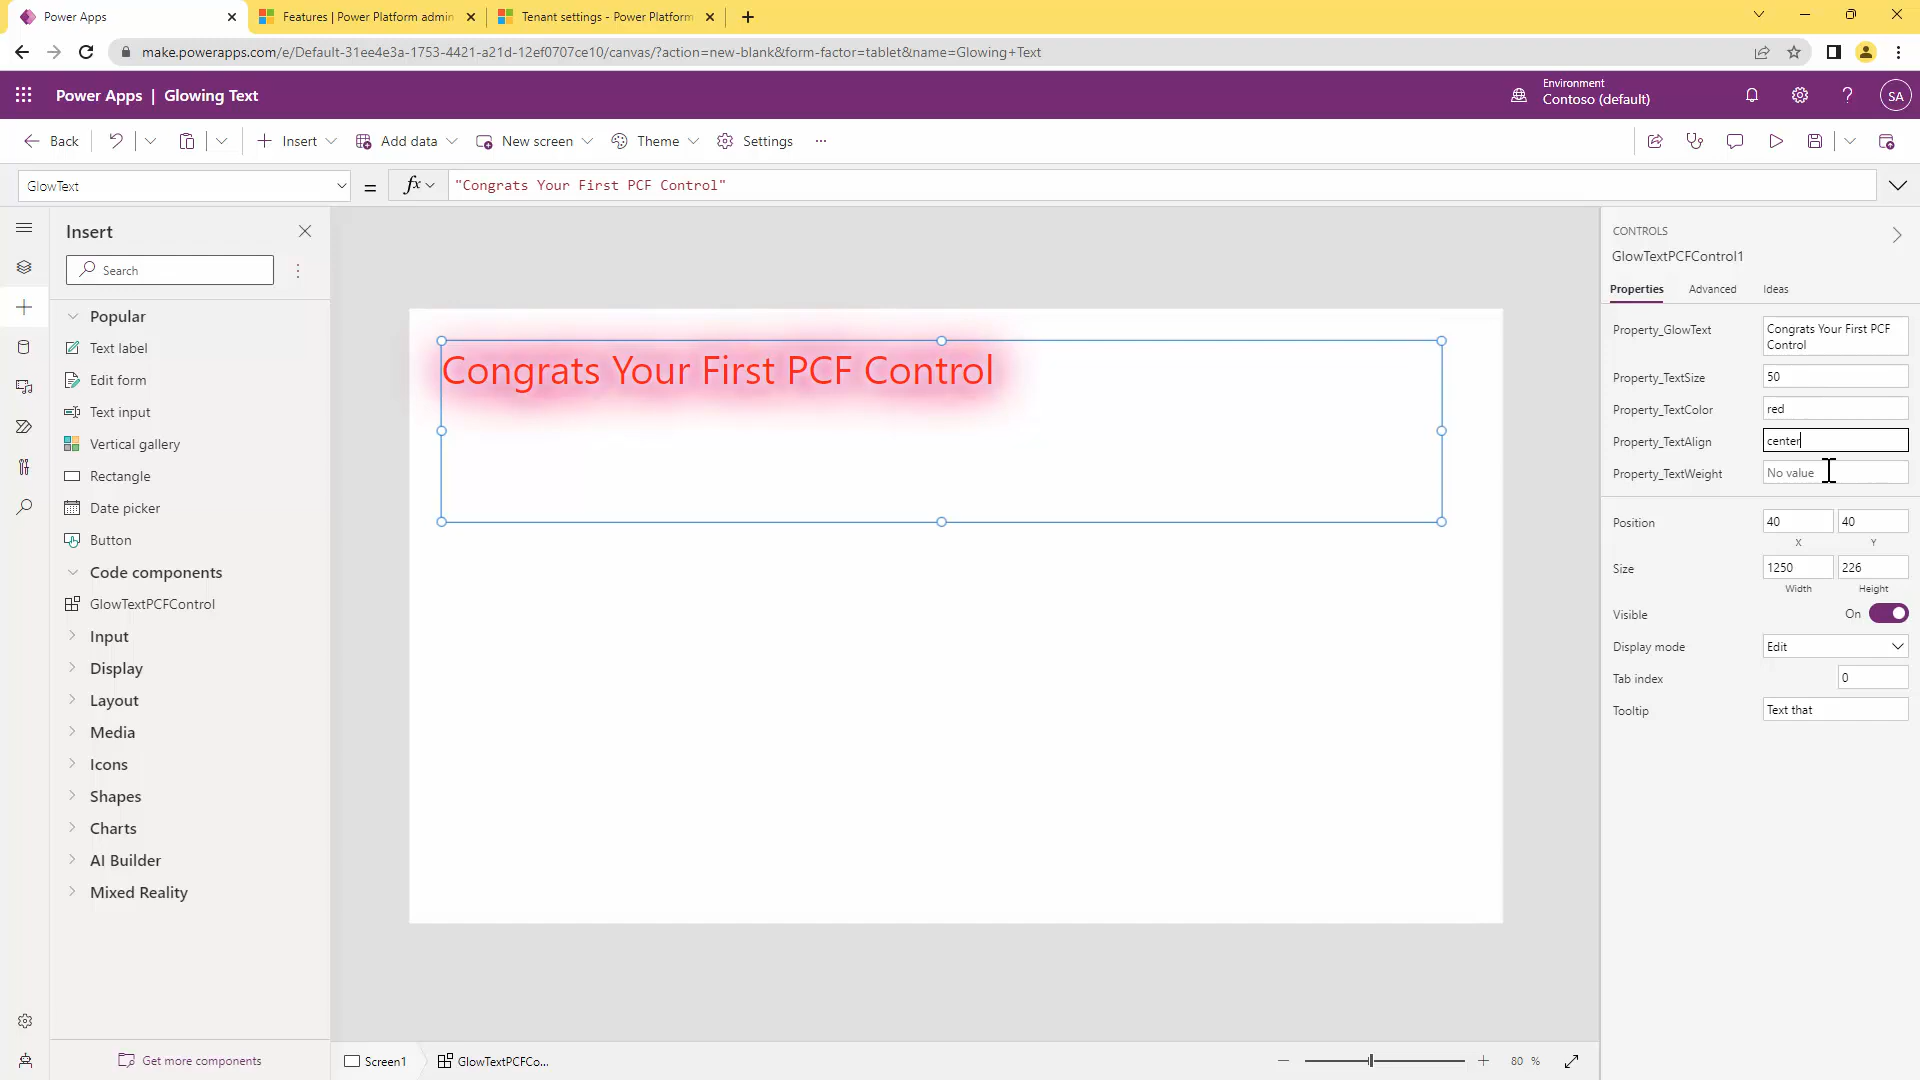 Power Apps
Features | Power Platform admin
Tenant settings - Power Platform
make.powerapps.com/e/Default-31ee4e3a-1753-4421-a21d-12ef0707ce10/canvas/?action=new-blank&form-factor=tablet&name=Glowing+Text
Power Apps | Glowing Text
Environment
Contoso (default)
SA
Back
Insert
Add data
New screen
Theme
Settings
GlowText
=
fx
"Congrats Your First PCF Control"
Insert
Search
Popular
Text label
Edit form
Text input
Vertical gallery
Rectangle
Date picker
Button
Code components
GlowTextPCFControl
Input
Display
Layout
Media
Icons
Shapes
Charts
AI Builder
Mixed Reality
Get more components
Congrats Your First PCF Control
CONTROLS
GlowTextPCFControl1
Properties
Advanced
Ideas
Property_GlowText
Congrats Your First PCF
Control
Property_TextSize
50
Property_TextColor
red
Property_TextAlign
center
Property_TextWeight
No value
Position
40
40
X
Y
Size
1250
226
Width
Height
Visible
On
Display mode
Edit
Tab index
0
Tooltip
Text that
Screen1
GlowTextPCFCo...
80 %